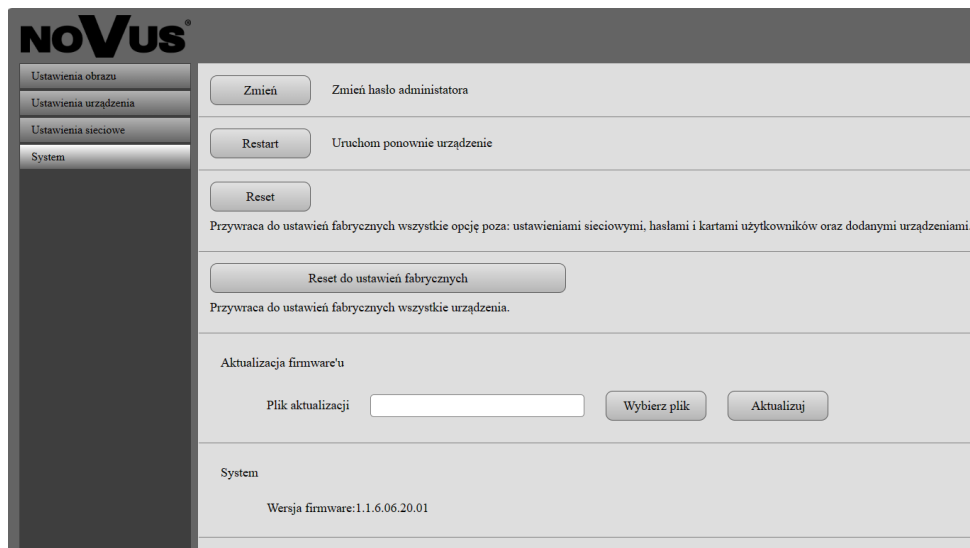 NOVUS®
Ustawienia obrazu
Ustawienia urządzenia
Ustawienia sieciowe
System
Zmień Zmień hasło administatora
Restart Uruchom ponownie urządzenie
Reset
Przywraca do ustawień fabrycznych wszystkie opcję poza: ustawieniami sieciowymi, hasłami i kartami użytkowników oraz dodanymi urządzeniami.
Reset do ustawień fabrycznych
Przywraca do ustawień fabrycznych wszystkie urządzenia.
Aktualizacja firmware'u
Plik aktualizacji Wybierz plik Aktualizuj
System
Wersja firmware:1.1.6.06.20.01